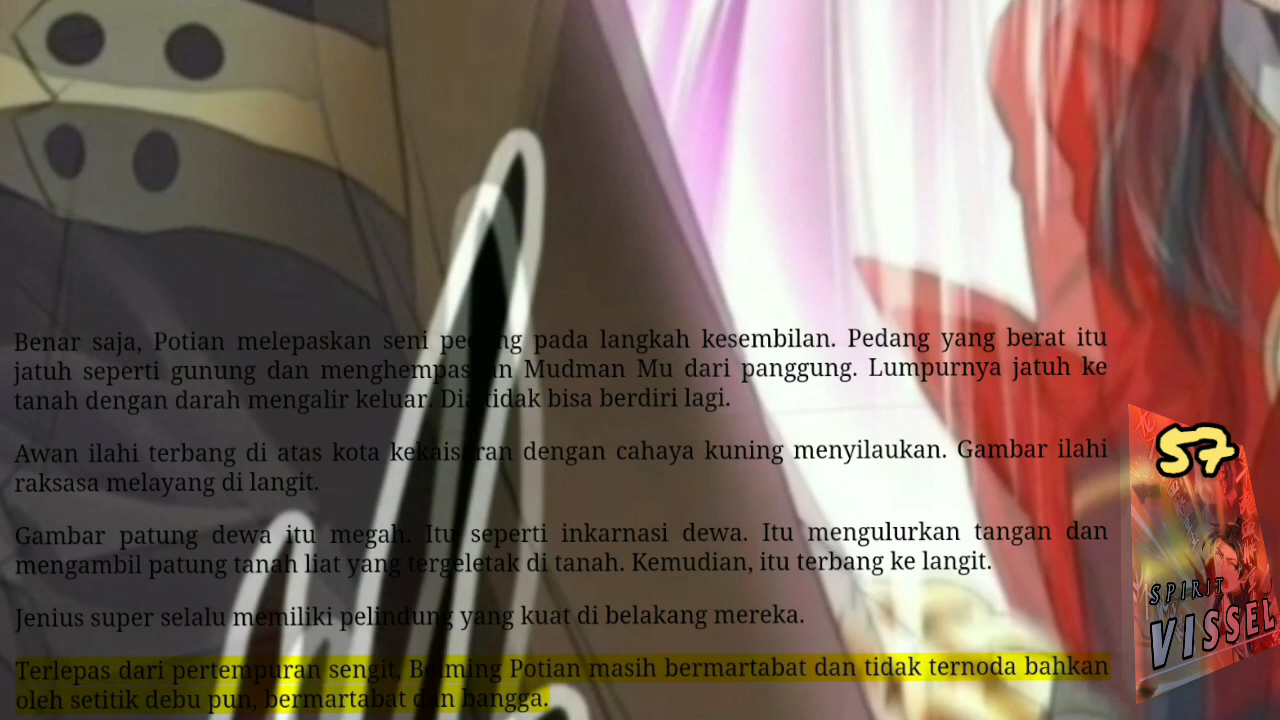 Benar saja, Potian melepaskan seni pedang pada langkah kesembilan. Pedang yang berat itu
jatuh seperti gunung dan menghempaskan Mudman Mu dari panggung. Lumpurnya jatuh ke
tanah dengan darah mengalir keluar. Dia tidak bisa berdiri lagi.
Awan ilahi terbang di atas kota kekaisaran dengan cahaya kuning menyilaukan. Gambar ilahi
raksasa melayang di langit.
Gambar patung dewa itu megah. Itu seperti inkarnasi dewa. Itu mengulurkan tangan dan
mengambil patung tanah liat yang tergeletak di tanah. Kemudian, itu terbang ke langit.
Jenius super selalu memiliki pelindung yang kuat di belakang mereka.
Terlepas dari pertempuran sengit, Beiming Potian masih bermartabat dan tidak ternoda bahkan
oleh setitik debu pun, bermartabat dan bangga.
57
SPIRIT
VISSEL